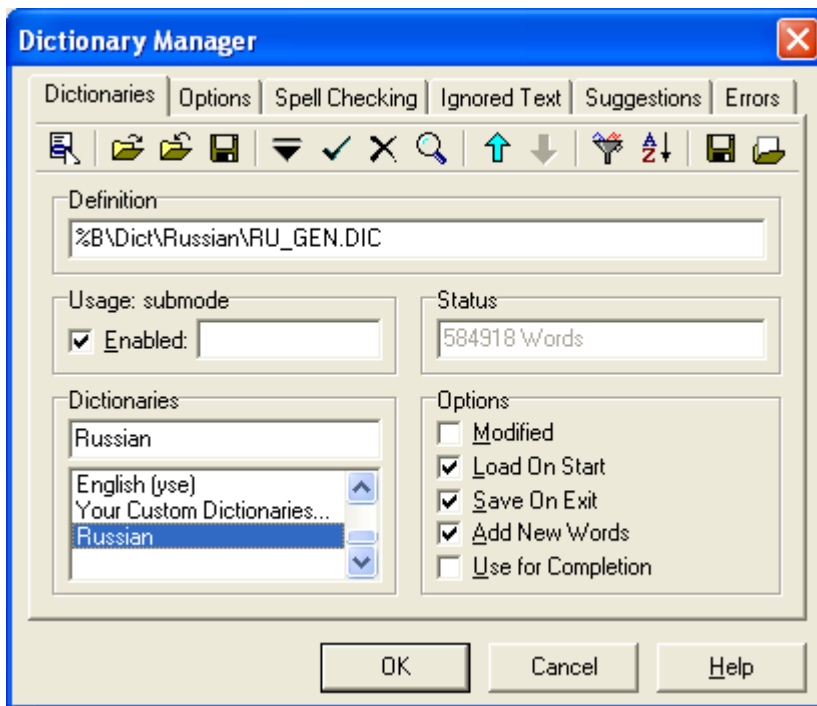 Dictionary Manager
Dictionaries Options Spell Checking Ignored Text Suggestions Errors
A
Z
Definition
%B\Dict\Russian\RU_GEN.DIC
Usage: submode
Enabled:
Status
584918 Words
Dictionaries
Russian
English (yse)
Your Custom Dictionaries...
Russian
Options
Modified
Load On Start
Save On Exit
Add New Words
Use for Completion
OK Cancel Help